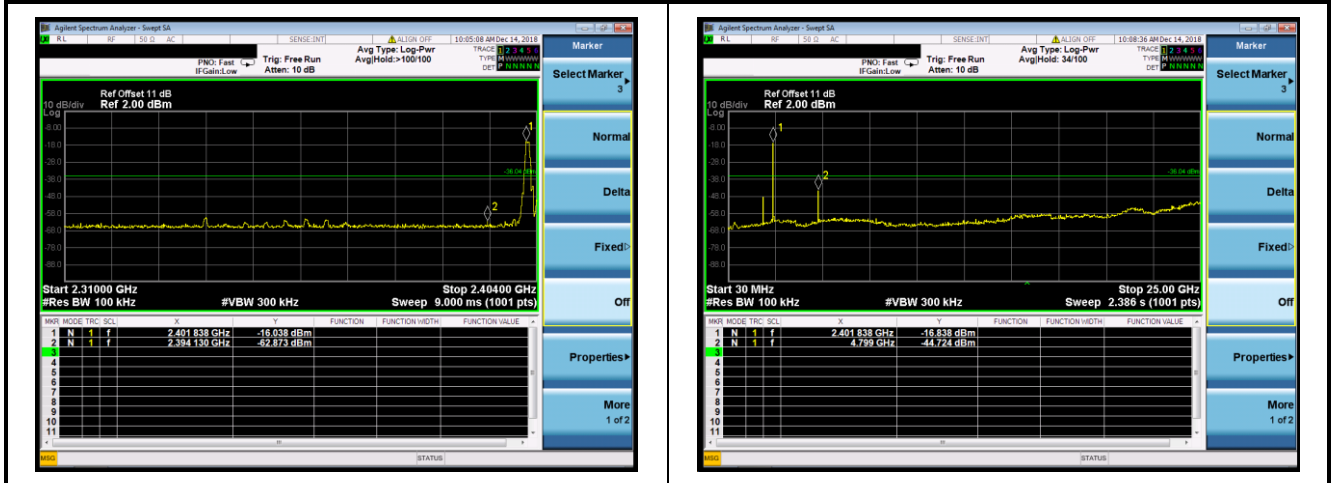 Agilent Spectrum Analyzer - Swept SA
RL RF 50 Ω AC SENSE:INT ALIGN OFF 10:05:08 AM Dec 14, 2018
Avg Type: Log-Pwr TRACE 1 2 3 4 5 6
PNO: Fast Trig: Free Run Avg|Hold:>100/100 TYPE M WWWWW
IFGain:Low Atten: 10 dB DET P N N N N N
Ref Offset 11 dB
10 dB/div Ref 2.00 dBm
Log
-8.00
1
-18.0
-28.0
-36.04 dBm
-38.0
-48.0
-58.0
2
-68.0
-78.0
-88.0
Start 2.31000 GHz Stop 2.40400 GHz
#Res BW 100 kHz #VBW 300 kHz Sweep 9.000 ms (1001 pts)
MKR MODE TRC SCL X Y FUNCTION FUNCTION WIDTH FUNCTION VALUE
1 N 1 f 2.401 838 GHz -16.038 dBm
2 N 1 f 2.394 130 GHz -62.873 dBm
3
4
5
6
7
8
9
10
11
MSG STATUS
Marker
Select Marker
3
Normal
Delta
Fixed
Off
Properties
More
1 of 2
Agilent Spectrum Analyzer - Swept SA
RL RF 50 Ω AC SENSE:INT ALIGN OFF 10:08:36 AM Dec 14, 2018
Avg Type: Log-Pwr TRACE 1 2 3 4 5 6
PNO: Fast Trig: Free Run Avg|Hold: 34/100 TYPE M WWWWW
IFGain:Low Atten: 10 dB DET P N N N N N
Ref Offset 11 dB
10 dB/div Ref 2.00 dBm
Log
-8.00
1
-18.0
-28.0
-36.04 dBm
-38.0
2
-48.0
-58.0
-68.0
-78.0
-88.0
Start 30 MHz Stop 25.00 GHz
#Res BW 100 kHz #VBW 300 kHz Sweep 2.386 s (1001 pts)
MKR MODE TRC SCL X Y FUNCTION FUNCTION WIDTH FUNCTION VALUE
1 N 1 f 2.401 838 GHz -16.838 dBm
2 N 1 f 4.799 GHz -44.724 dBm
3
4
5
6
7
8
9
10
11
MSG STATUS
Marker
Select Marker
3
Normal
Delta
Fixed
Off
Properties
More
1 of 2